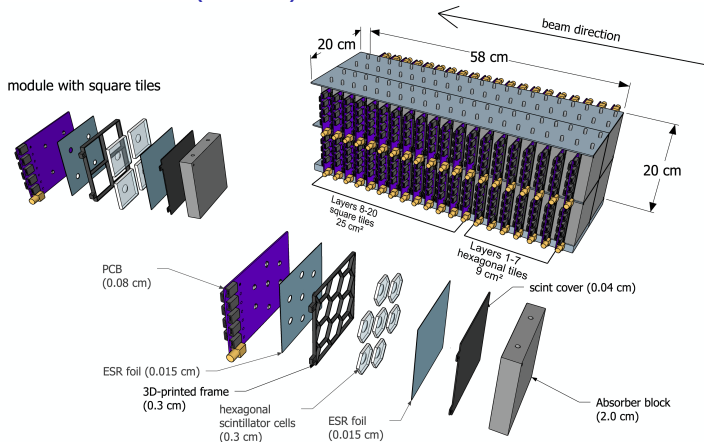 beam direction
20 cm
58 cm
module with square tiles
20 cm
Layers 8-20
square tiles
25 cm²
Layers 1-7
hexagonal tiles
9 cm²
PCB
(0.08 cm)
scint cover (0.04 cm)
ESR foil (0.015 cm)
3D-printed frame
(0.3 cm)
hexagonal
scintillator cells
(0.3 cm)
ESR foil
(0.015 cm)
Absorber block
(2.0 cm)